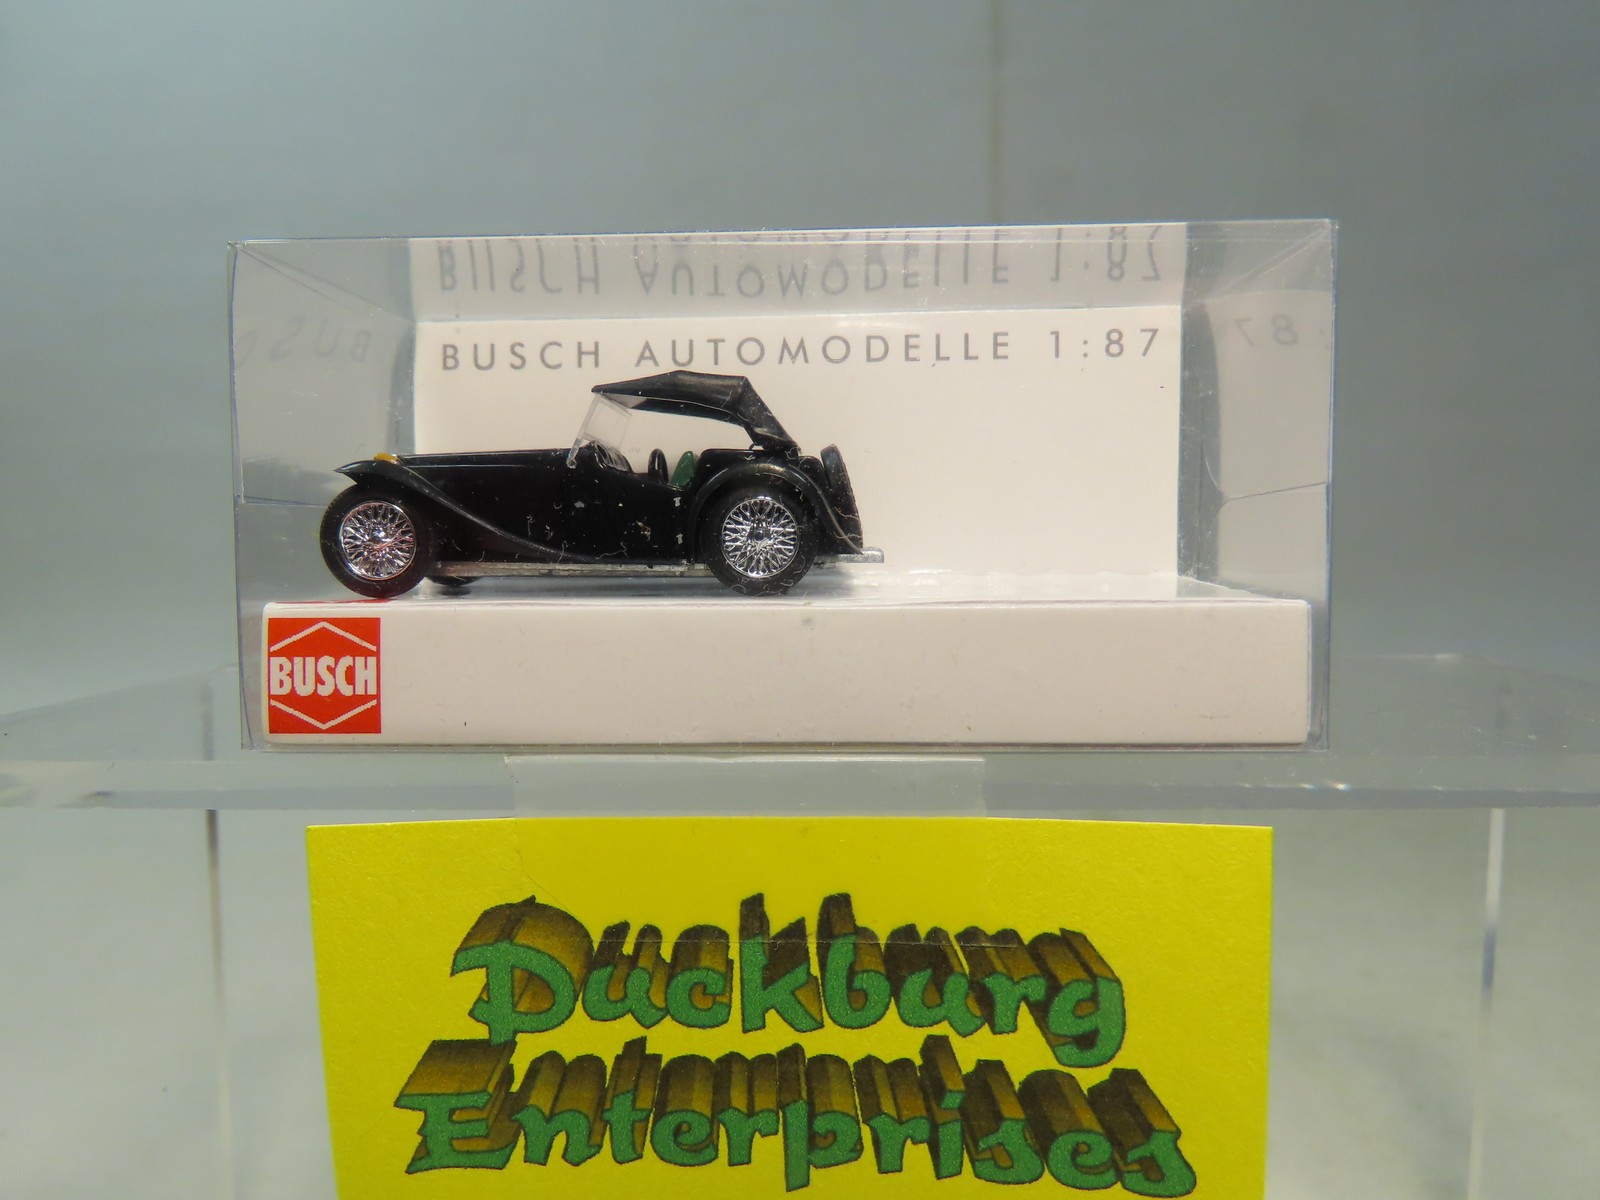 BUSCH AUTOMODELLE 1:87
BUSCH
Duckburg
Enterprises